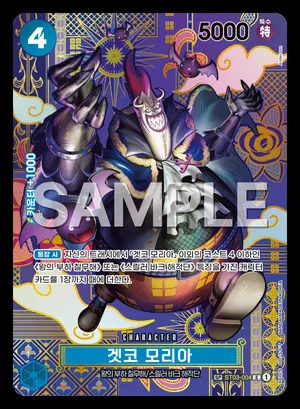 4
5000
특수
特
카운터 +1000
SAMPLE
등장 시 자신의 트래시에서 「겟코 모리아」 이외의 코스트 4 이하인
《왕의 부하 칠무해》 또는 《스릴러 바크 해적단》 특징을 가진 캐릭터
카드를 1장까지 패에 더한다.
CHARACTER
겟코 모리아
왕의 부하 칠무해/스릴러 바크 해적단
SP ST03-004 C 1